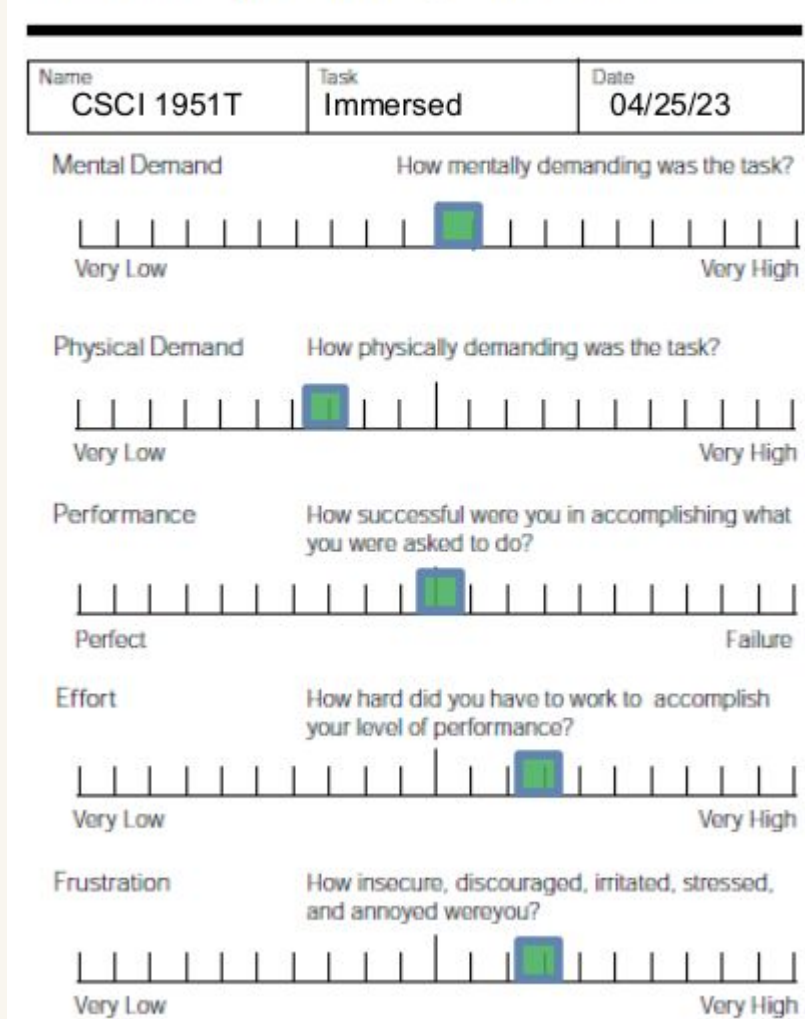 Name Task Date
CSCI 1951T Immersed 04/25/23
Mental Demand How mentally demanding was the task?
Very Low Very High
Physical Demand How physically demanding was the task?
Very Low Very High
Performance How successful were you in accomplishing what
you were asked to do?
Perfect Failure
Effort How hard did you have to work to accomplish
your level of performance?
Very Low Very High
Frustration How insecure, discouraged, irritated, stressed,
and annoyed wereyou?
Very Low Very High